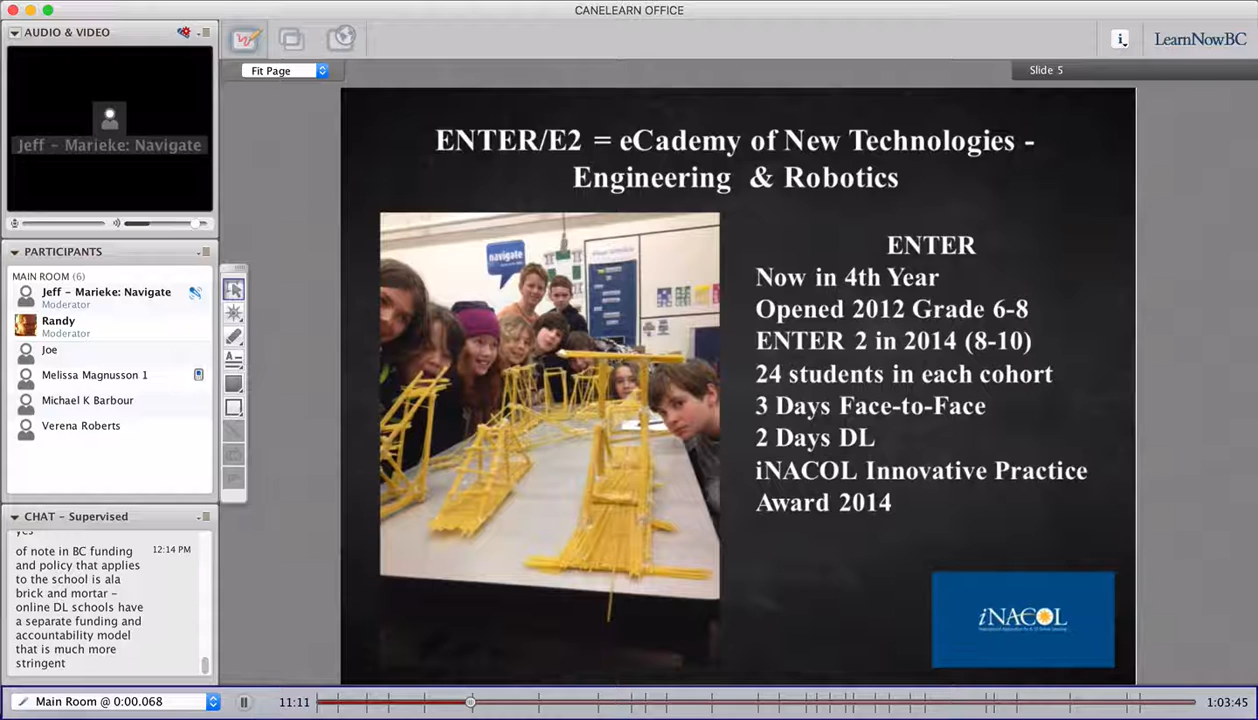 CANELEARN OFFICE
AUDIO & VIDEO
Jeff - Marieke: Navigate
PARTICIPANTS
MAIN ROOM (6)
Jeff - Marieke: Navigate
Moderator
Randy
Moderator
Joe
Melissa Magnusson 1
Michael K Barbour
Verena Roberts
CHAT - Supervised
yes
of note in BC funding 12:14 PM
and policy that applies
to the school is ala
brick and mortar -
online DL schools have
a separate funding and
accountability model
that is much more
stringent
Main Room @ 0:00.068
11:11
1:03:45
Fit Page
i
LearnNowBC
Slide 5
ENTER/E2 = eCademy of New Technologies -
Engineering & Robotics
navigate
ENTER
Now in 4th Year
Opened 2012 Grade 6-8
ENTER 2 in 2014 (8-10)
24 students in each cohort
3 Days Face-to-Face
2 Days DL
iNACOL Innovative Practice
Award 2014
iNACOL